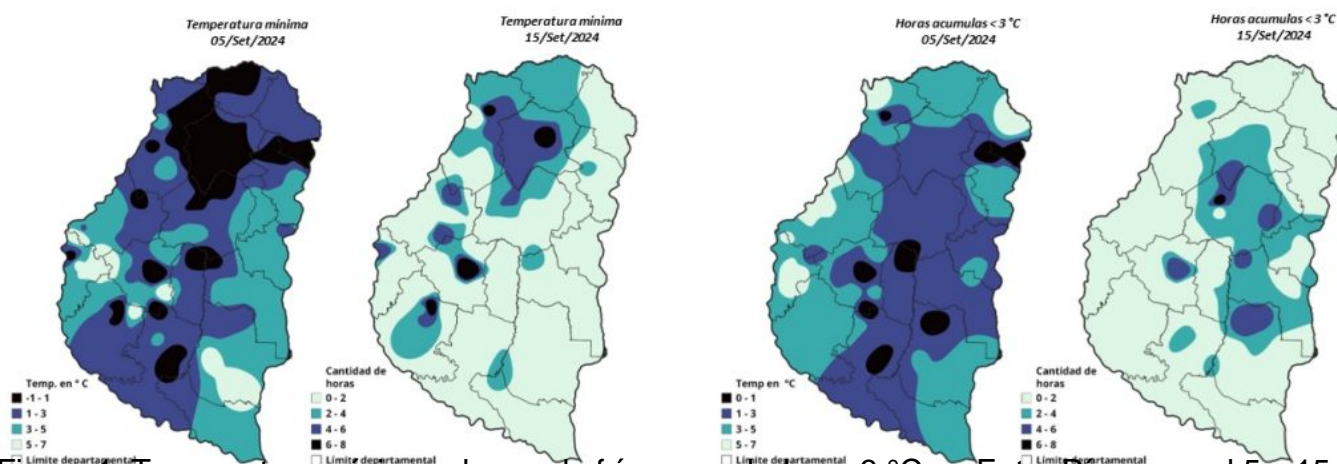 Temperatura mínima
05/Set/2024
Temperatura mínima
15/Set/2024
Horas acumulas < 3 °C
05/Set/2024
Horas acumulas < 3 °C
15/Set/2024
Temp. en ° C
-1 - 1
1 - 3
3 - 5
5 - 7
Límite departamental
Cantidad de
horas
0 - 2
2 - 4
4 - 6
6 - 8
Límite departamental
Temp en °C
0 - 1
1 - 3
3 - 5
5 - 7
Límite departamental
Cantidad de
horas
0 - 2
2 - 4
4 - 6
6 - 8
Límite departamental